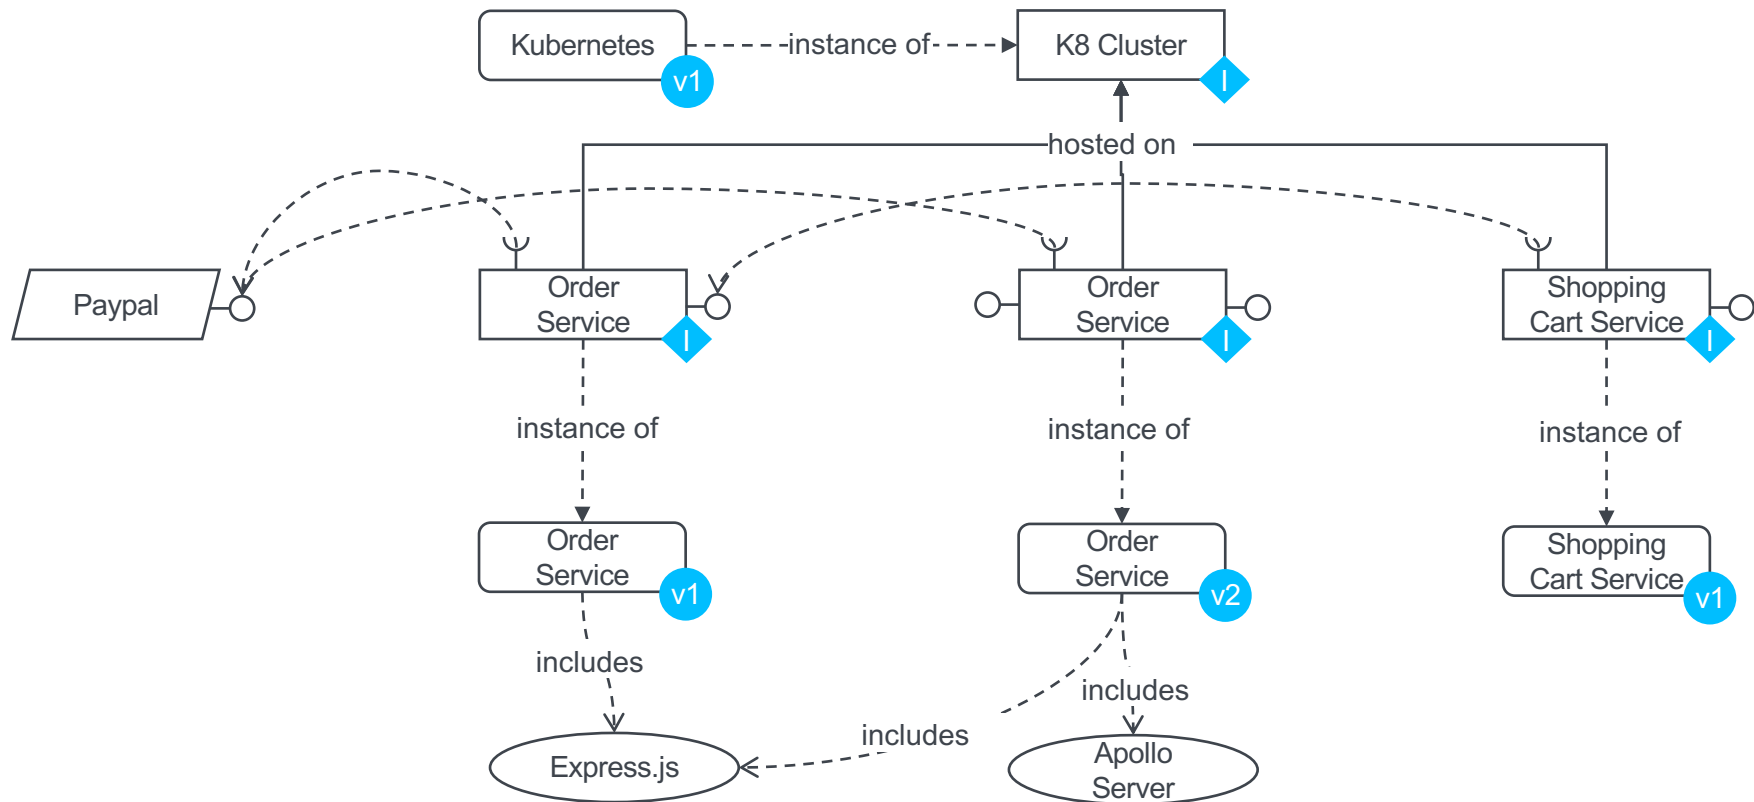 Kubernetes
v1
instance of
K8 Cluster
I
hosted on
Paypal
Order
Service
I
Order
Service
I
Shopping
Cart Service
I
instance of
instance of
instance of
Order
Service
v1
Order
Service
v2
Shopping
Cart Service
v1
includes
includes
includes
Express.js
Apollo
Server